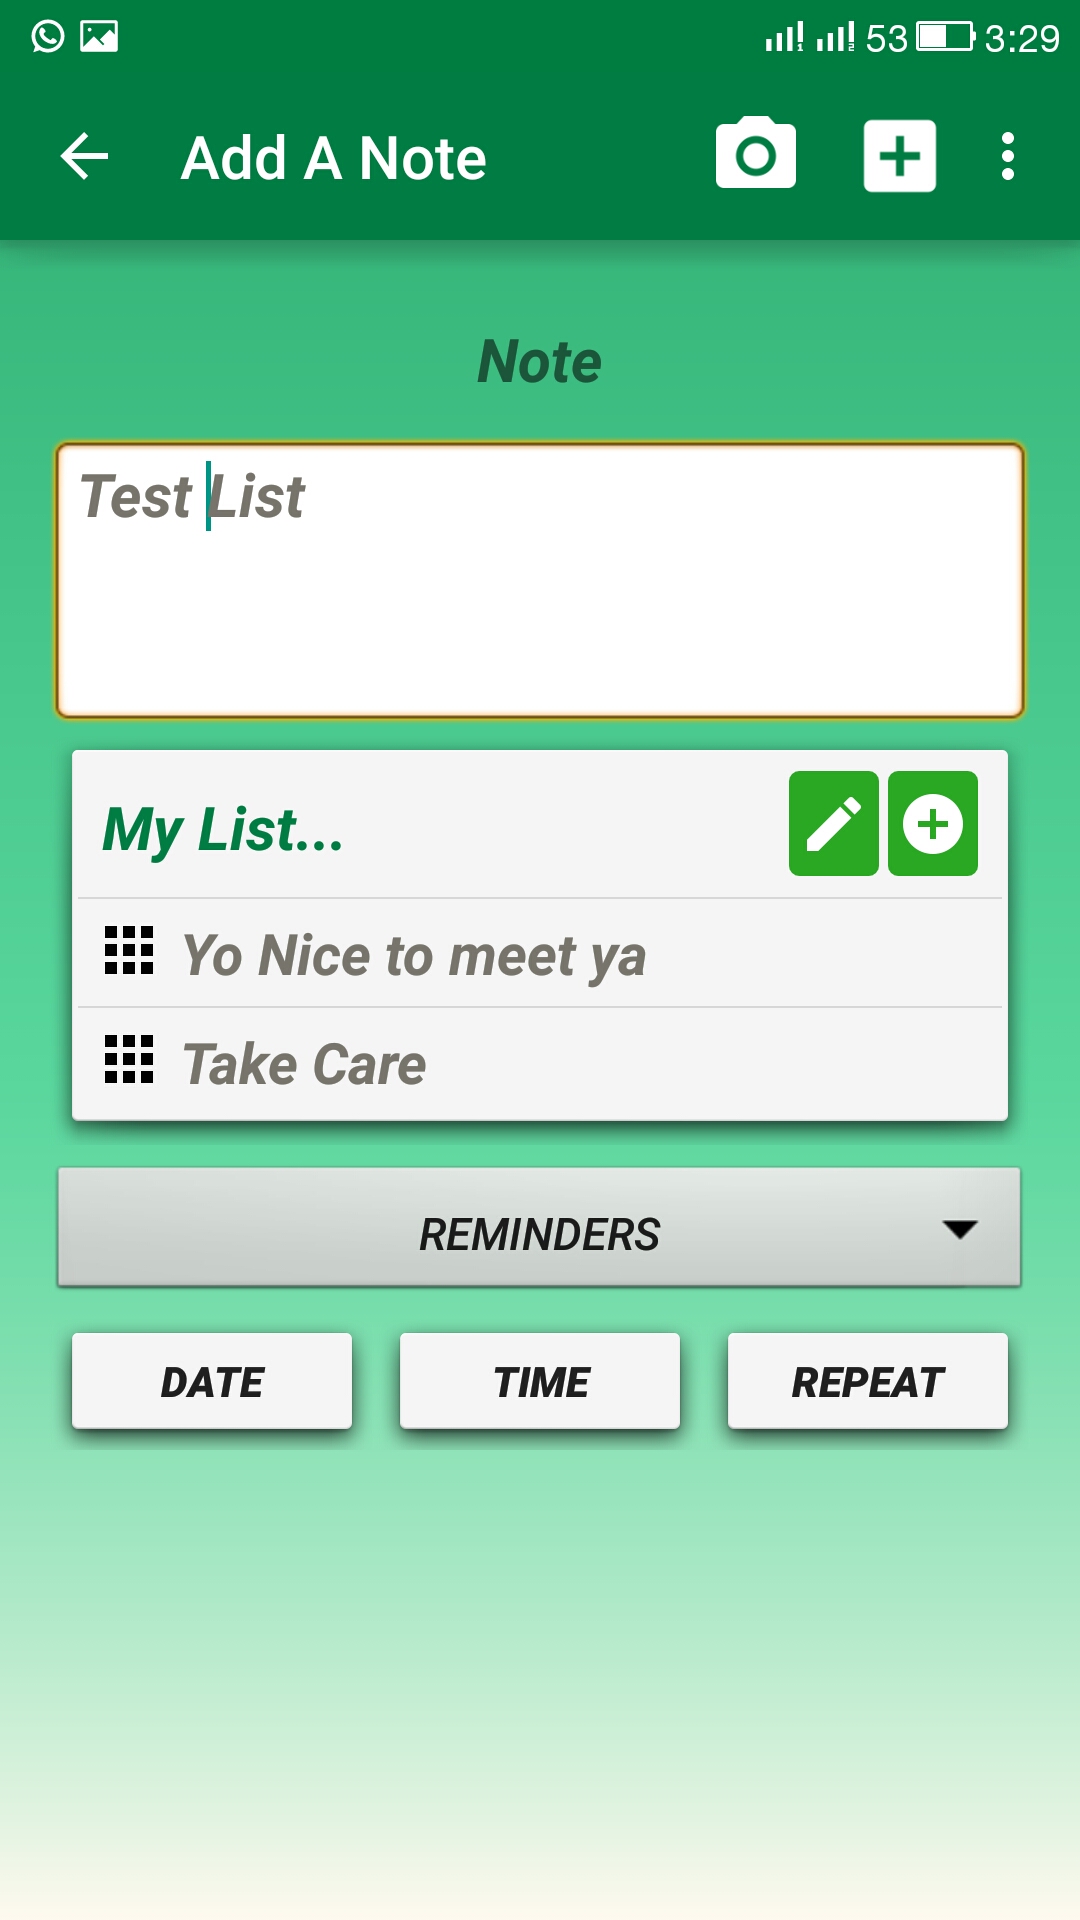 53 3:29
Add A Note
Note
Test List
My List...
Yo Nice to meet ya
Take Care
REMINDERS
DATE TIME REPEAT